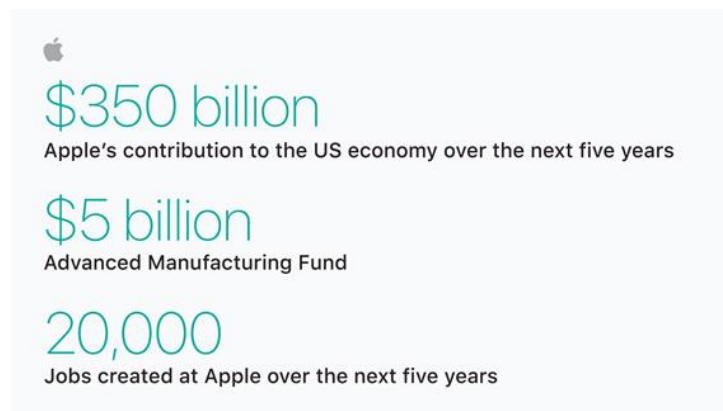 $350 billion
Apple’s contribution to the US economy over the next five years
$5 billion
Advanced Manufacturing Fund
20,000
Jobs created at Apple over the next five years